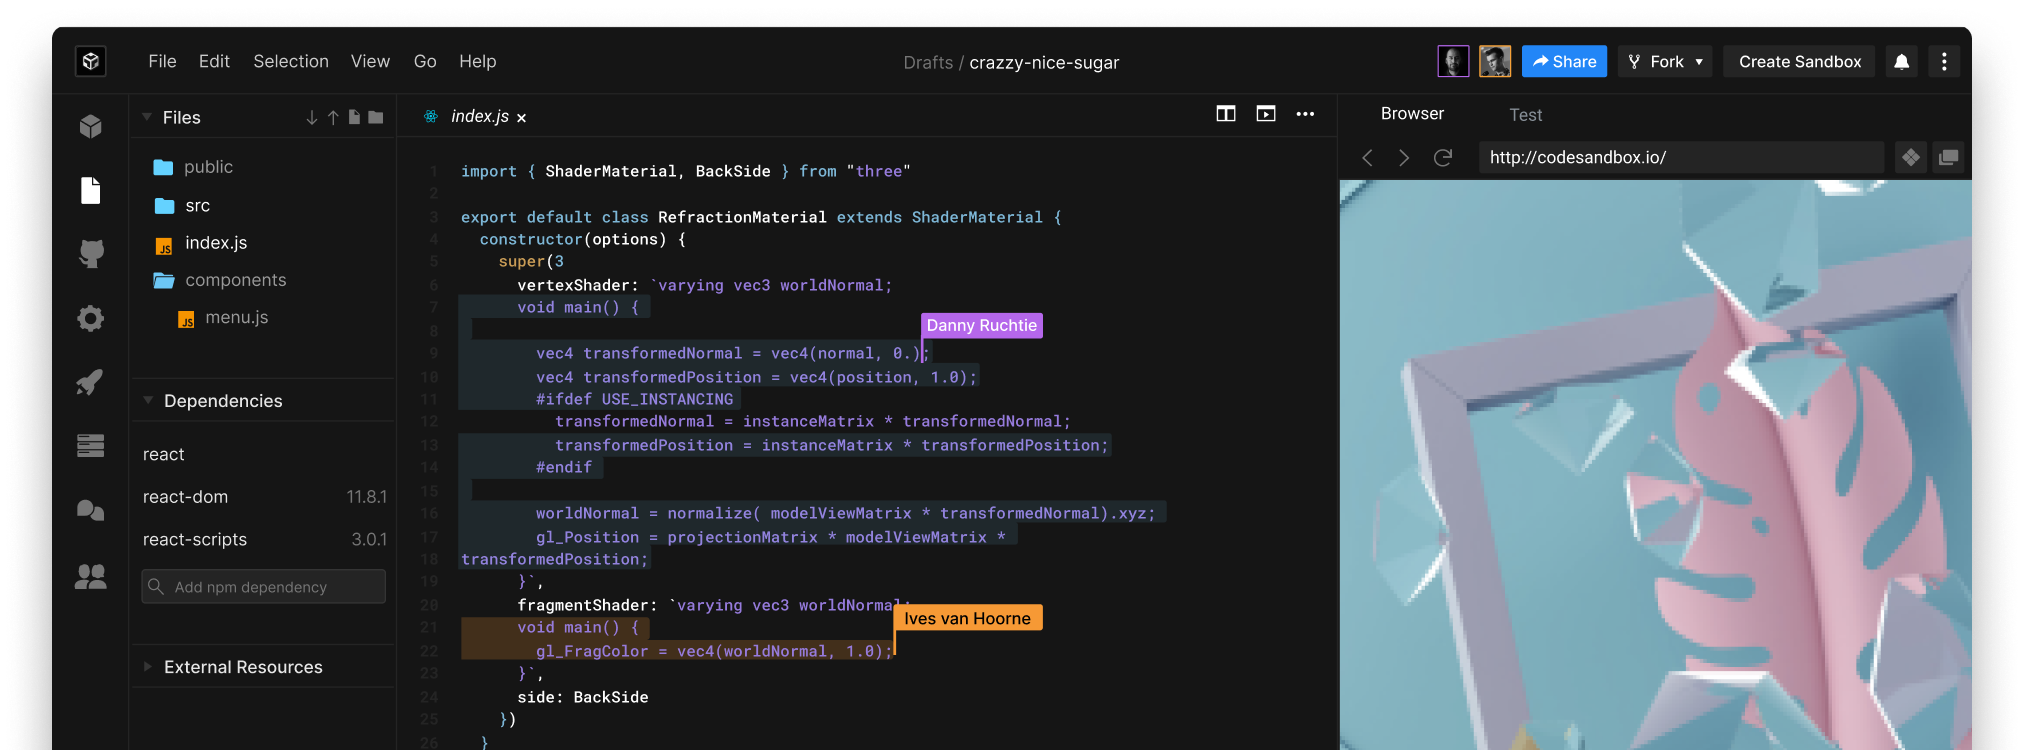 File Edit Selection View Go Help
Drafts / crazzy-nice-sugar
Share Fork Create Sandbox
Files
public
src
JS index.js
components
JS menu.js
Dependencies
react
react-dom 11.8.1
react-scripts 3.0.1
Add npm dependency
External Resources
index.js ×
1 import { ShaderMaterial, BackSide } from "three"
2
3 export default class RefractionMaterial extends ShaderMaterial {
4 constructor(options) {
5 super(3
6 vertexShader: `varying vec3 worldNormal;
7 void main() {
8
Danny Ruchtie
9 vec4 transformedNormal = vec4(normal, 0.);
10 vec4 transformedPosition = vec4(position, 1.0);
11 #ifdef USE_INSTANCING
12 transformedNormal = instanceMatrix * transformedNormal;
13 transformedPosition = instanceMatrix * transformedPosition;
14 #endif
15
16 worldNormal = normalize( modelViewMatrix * transformedNormal).xyz;
17 gl_Position = projectionMatrix * modelViewMatrix *
18 transformedPosition;
19 }`,
20 fragmentShader: `varying vec3 worldNormal;
Ives van Hoorne
21 void main() {
22 gl_FragColor = vec4(worldNormal, 1.0);
23 }`,
24 side: BackSide
25 })
26 }
Browser Test
http://codesandbox.io/